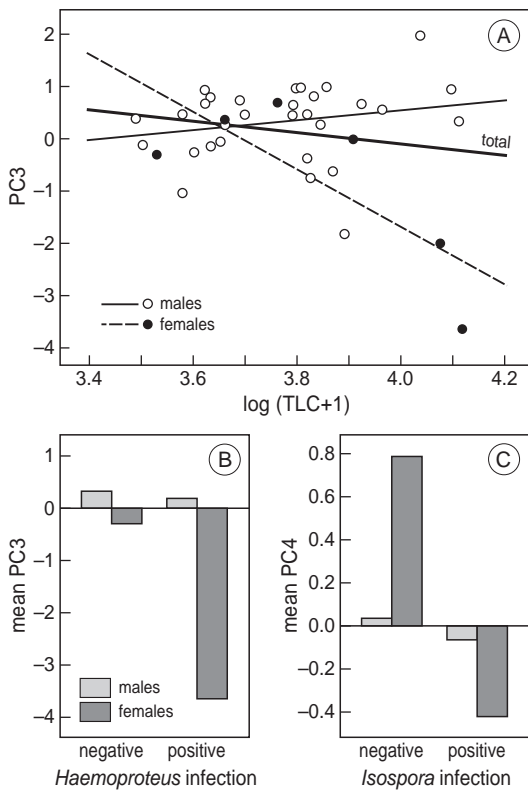 A
2
1
0
–1
–2
–3
–4
PC3
total
males
females
3.4 3.6 3.8 4.0 4.2
log (TLC+1)
B
1
0
–1
–2
–3
–4
mean PC3
males
females
negative positive
Haemoproteus infection
C
0.8
0.6
0.4
0.2
0.0
–0.2
–0.4
mean PC4
negative positive
Isospora infection